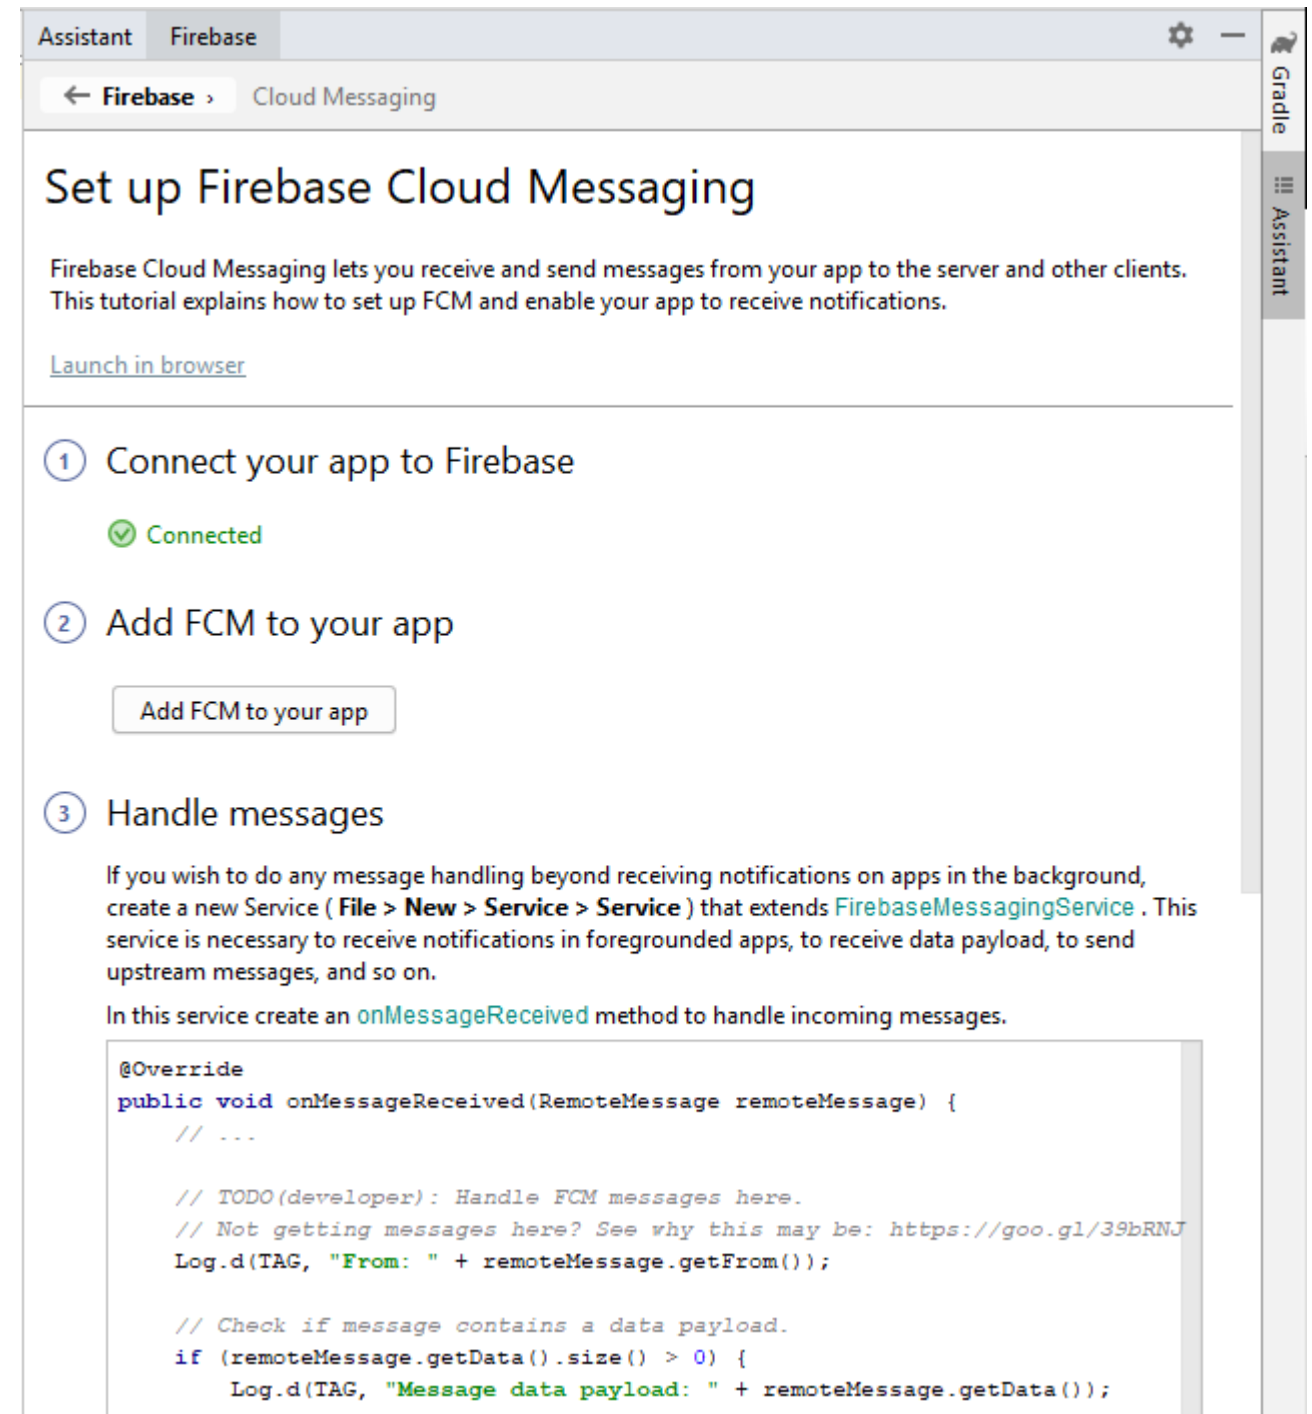 Assistant Firebase
← Firebase › Cloud Messaging
Set up Firebase Cloud Messaging
Firebase Cloud Messaging lets you receive and send messages from your app to the server and other clients.
This tutorial explains how to set up FCM and enable your app to receive notifications.
Launch in browser
1 Connect your app to Firebase
Connected
2 Add FCM to your app
Add FCM to your app
3 Handle messages
If you wish to do any message handling beyond receiving notifications on apps in the background,
create a new Service ( File > New > Service > Service ) that extends FirebaseMessagingService . This
service is necessary to receive notifications in foregrounded apps, to receive data payload, to send
upstream messages, and so on.
In this service create an onMessageReceived method to handle incoming messages.
@Override
public void onMessageReceived(RemoteMessage remoteMessage) {
// ...
// TODO(developer): Handle FCM messages here.
// Not getting messages here? See why this may be: https://goo.gl/39bRNJ
Log.d(TAG, "From: " + remoteMessage.getFrom());
// Check if message contains a data payload.
if (remoteMessage.getData().size() > 0) {
Log.d(TAG, "Message data payload: " + remoteMessage.getData());
Gradle
Assistant